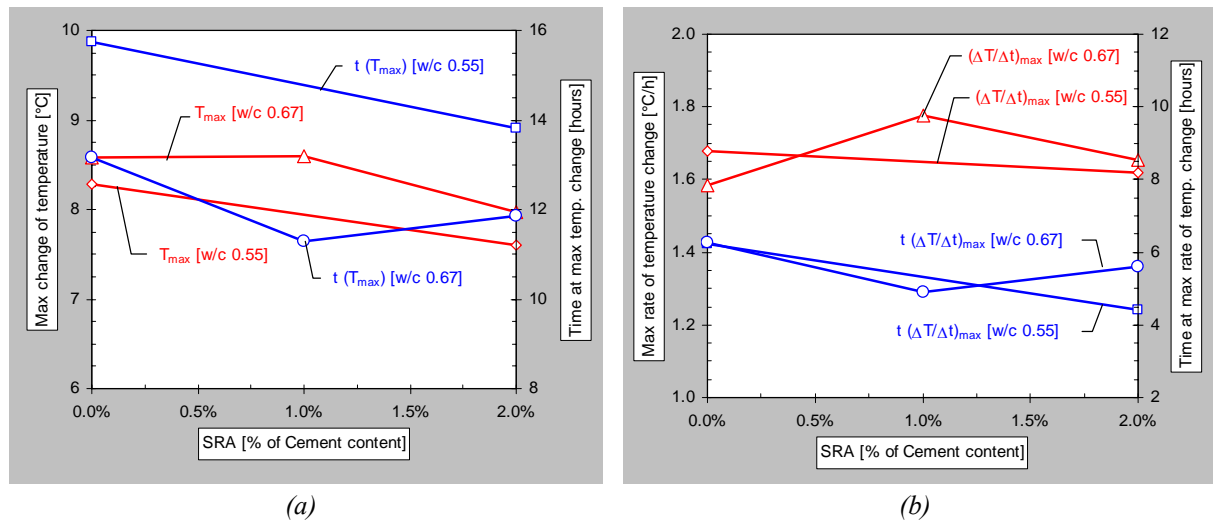 10
9
8
7
6
16
14
12
10
8
0.0%
0.5%
1.0%
1.5%
2.0%
Max change of temperature [°C]
Time at max temp. change [hours]
SRA [% of Cement content]
t (Tmax) [w/c 0.55]
Tmax [w/c 0.67]
Tmax [w/c 0.55]
t (Tmax) [w/c 0.67]
(a)
2.0
1.8
1.6
1.4
1.2
1.0
12
10
8
6
4
2
0.0%
0.5%
1.0%
1.5%
2.0%
Max rate of temperature change [°C/h]
Time at max rate of temp. change [hours]
SRA [% of Cement content]
(ΔT/Δt)max [w/c 0.67]
(ΔT/Δt)max [w/c 0.55]
t (ΔT/Δt)max [w/c 0.67]
t (ΔT/Δt)max [w/c 0.55]
(b)